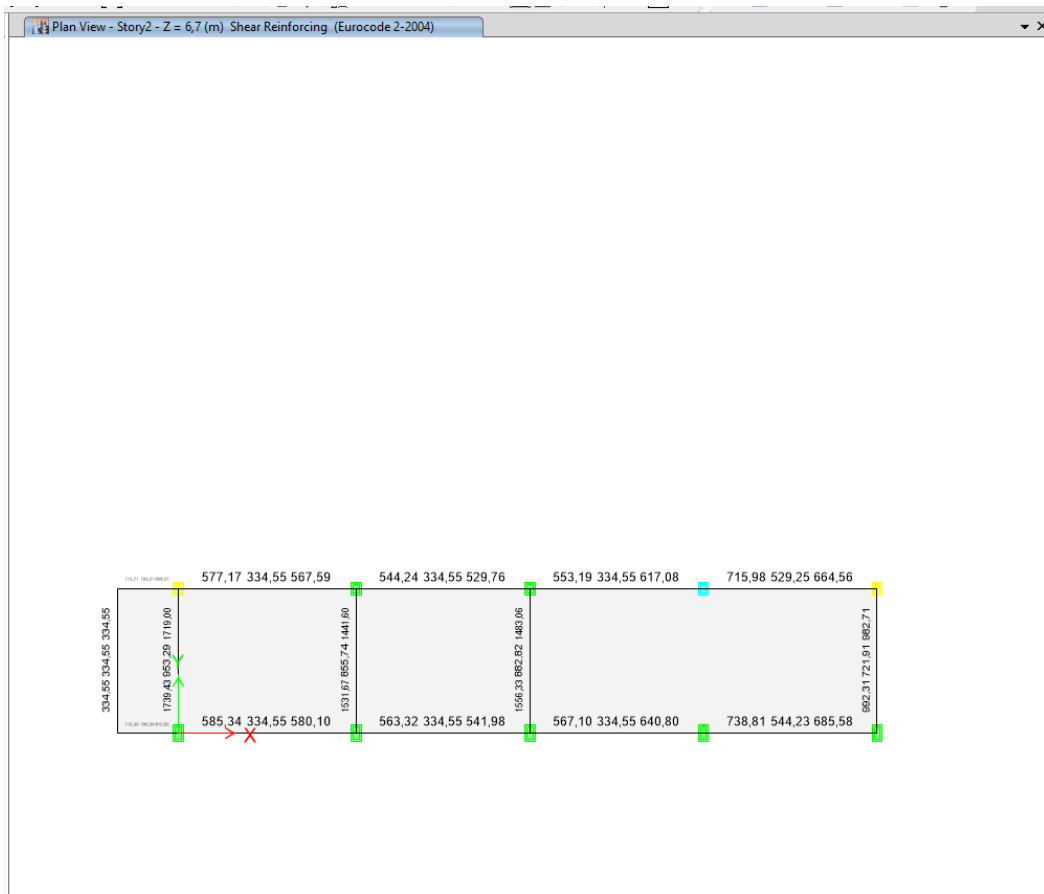 Plan View - Story2 - Z = 6,7 (m) Shear Reinforcing (Eurocode 2-2004)
577,17 334,55 567,59
544,24 334,55 529,76
553,19 334,55 617,08
715,98 529,25 664,56
334,55 334,55 334,55
1739,43 953,29 1719,00
1531,67 855,74 1441,60
1556,33 882,82 1483,06
992,31 721,91 982,71
Y
585,34 334,55 580,10
563,32 334,55 541,98
567,10 334,55 640,80
738,81 544,23 685,58
X